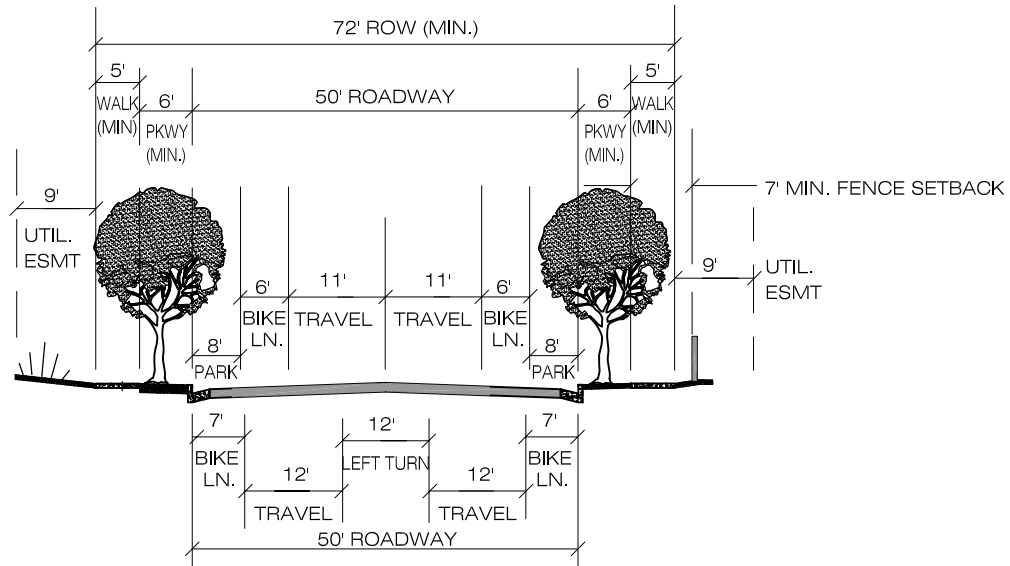 72' ROW (MIN.)
5'
5'
WALK
(MIN)
6'
50' ROADWAY
6'
WALK
(MIN)
PKWY
(MIN.)
PKWY
(MIN.)
9'
7' MIN. FENCE SETBACK
UTIL.
ESMT
9'
UTIL.
ESMT
6'
11'
11'
6'
BIKE
LN.
TRAVEL
TRAVEL
BIKE
LN.
8'
PARK
8'
PARK
7'
12'
7'
BIKE
LN.
LEFT TURN
BIKE
LN.
12'
12'
TRAVEL
TRAVEL
50' ROADWAY